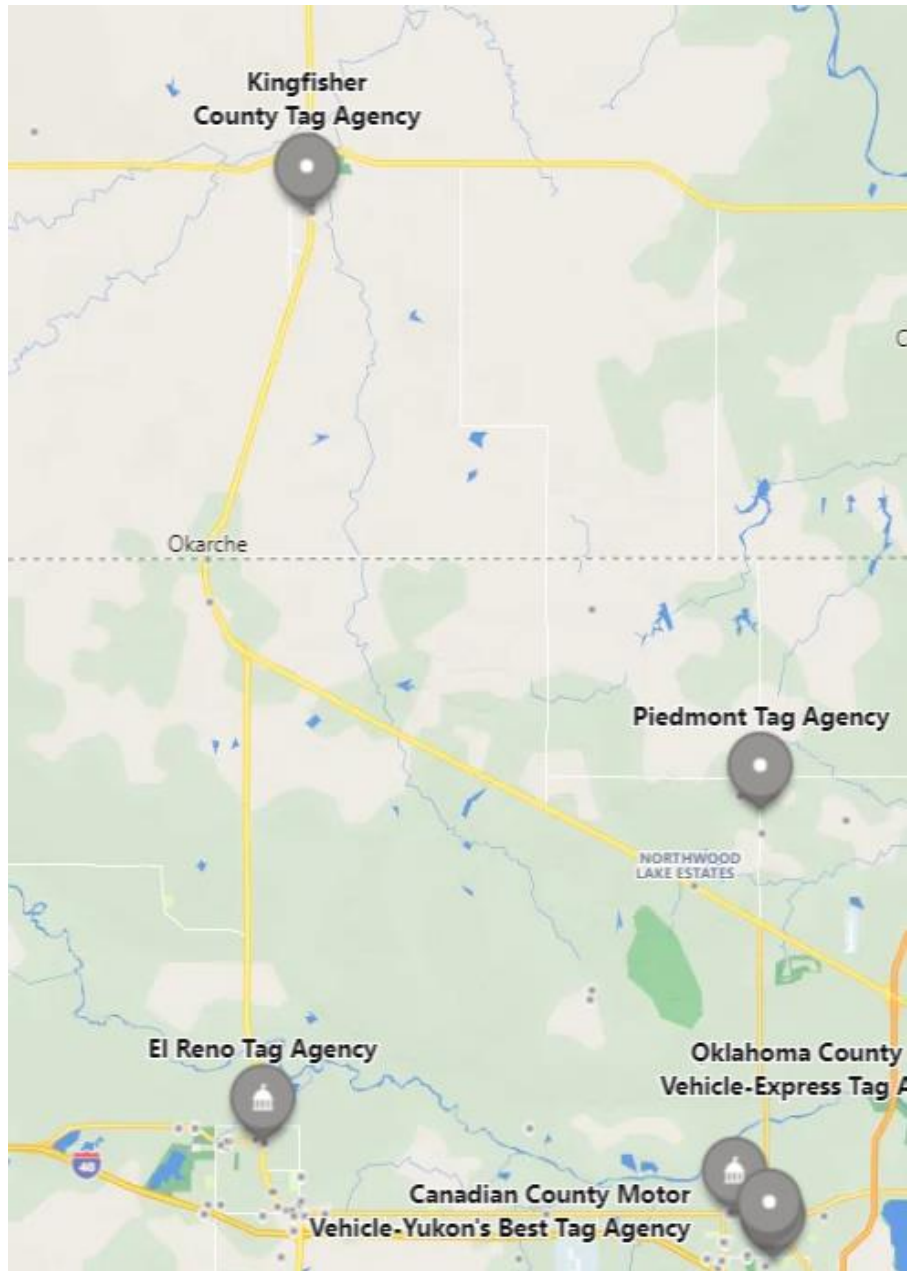 Kingfisher
County Tag Agency
Okarche
Piedmont Tag Agency
NORTHWOOD
LAKE ESTATES
El Reno Tag Agency
Oklahoma County
Vehicle-Express Tag A
40
Canadian County Motor
Vehicle-Yukon's Best Tag Agency